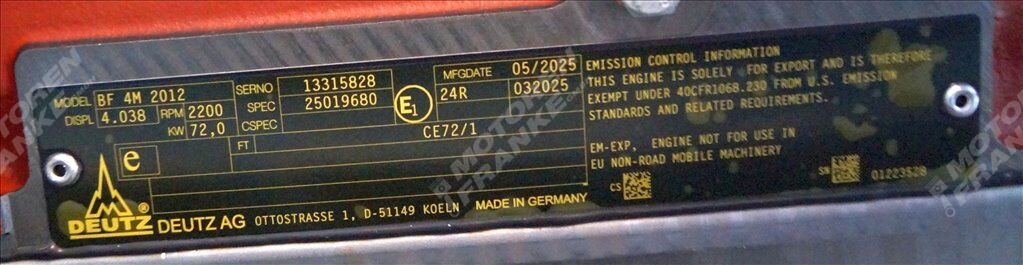 MODEL BF 4M 2012
DISPL 4.038 RPM 2200
KW 72,0
SERNO 13315828
SPEC 25019680
CSPEC
E1
MFGDATE 05/2025
24R 032025
CE72/1
FT
e
DEUTZ ®
DEUTZ AG OTTOSTRASSE 1, D-51149 KOELN MADE IN GERMANY
EMISSION CONTROL INFORMATION
THIS ENGINE IS SOLELY FOR EXPORT AND IS THEREFORE
EXEMPT UNDER 40CFR1068.230 FROM U.S. EMISSION
STANDARDS AND RELATED REQUIREMENTS.
EM-EXP, ENGINE NOT FOR USE IN
EU NON-ROAD MOBILE MACHINERY
CS
SN
01223528
MOTOREN
FRANKE